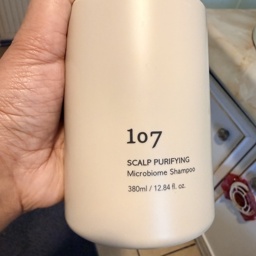 107
SCALP PURIFYING
Microbiome Shampoo
380ml / 12.84 fl. oz.